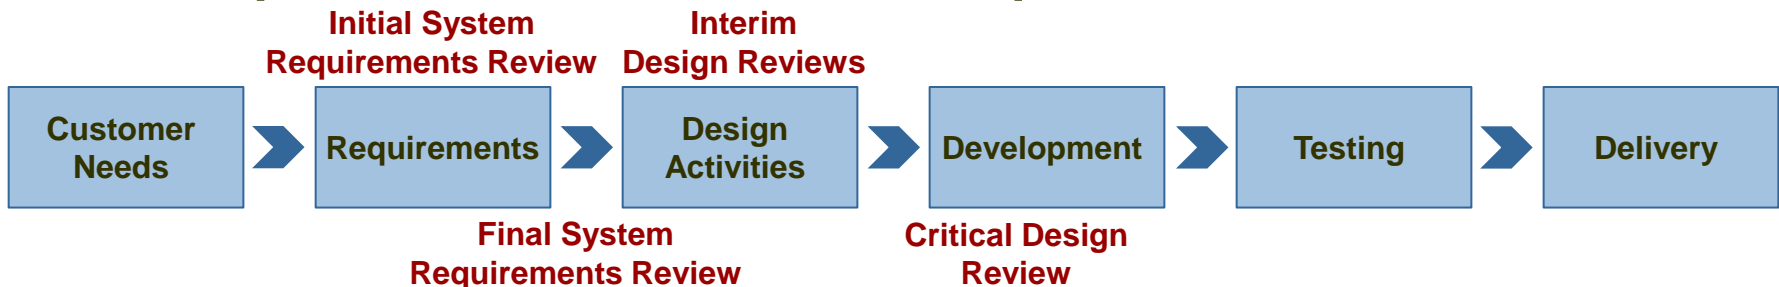 Initial System
Requirements Review
Interim
Design Reviews
Customer
Needs
Requirements
Design
Activities
Development
Testing
Delivery
Final System
Requirements Review
Critical Design
Review